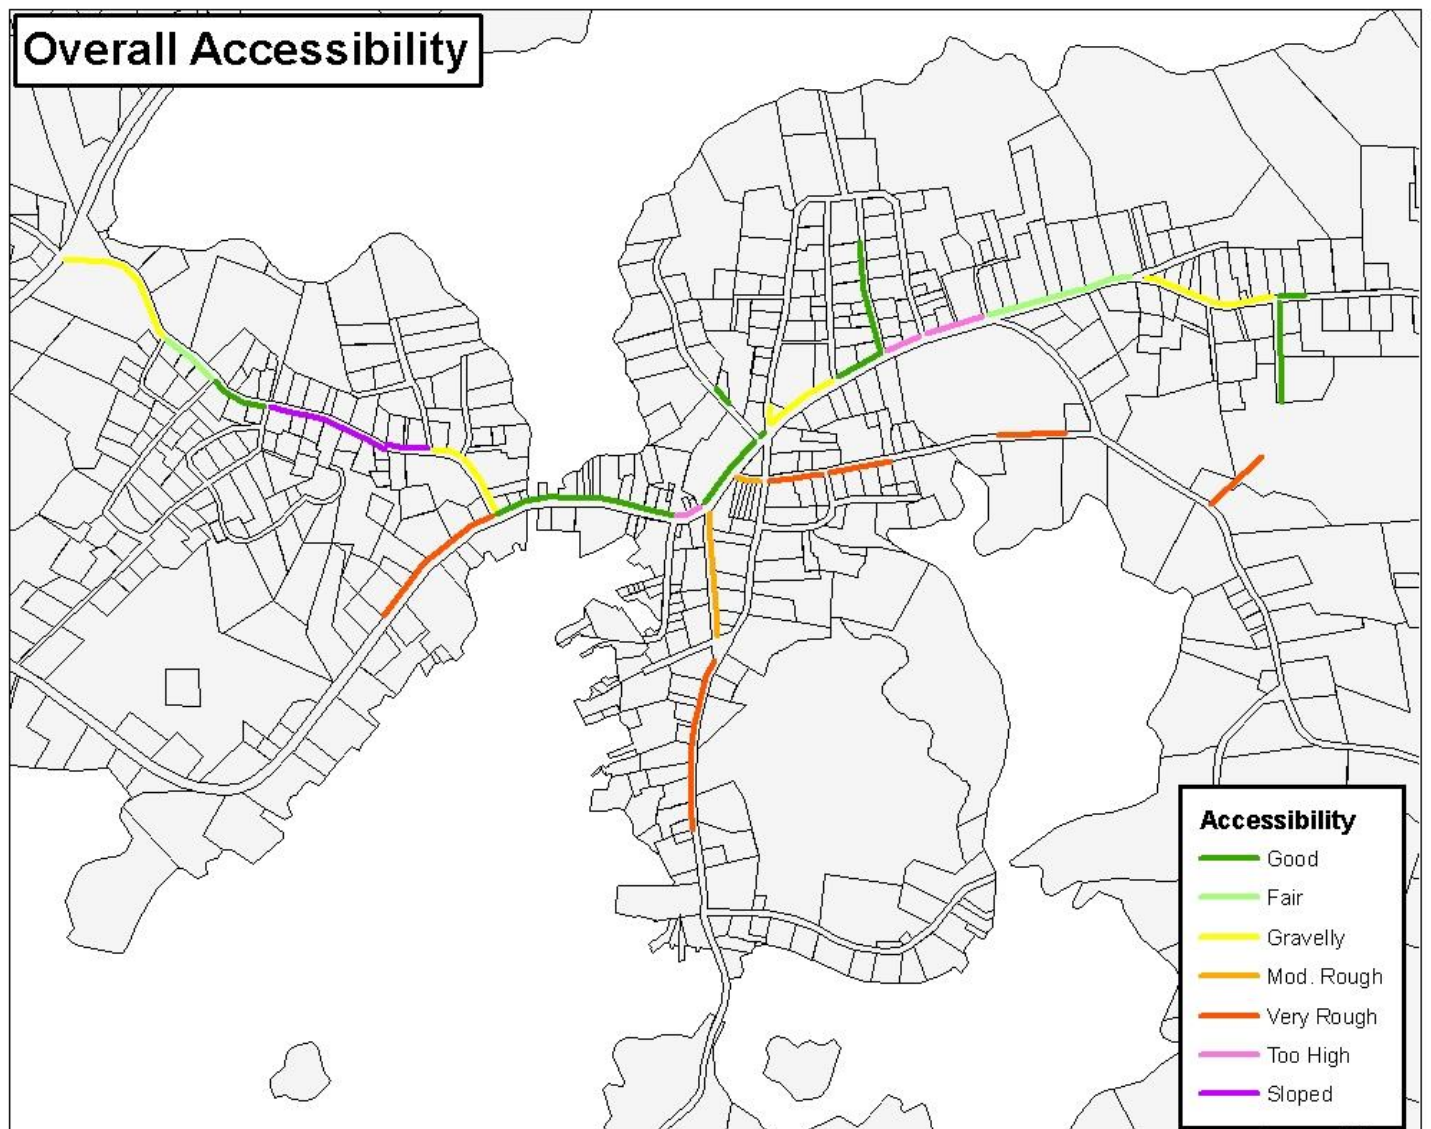 Overall Accessibility
Accessibility
Good
Fair
Gravelly
Mod. Rough
Very Rough
Too High
Sloped